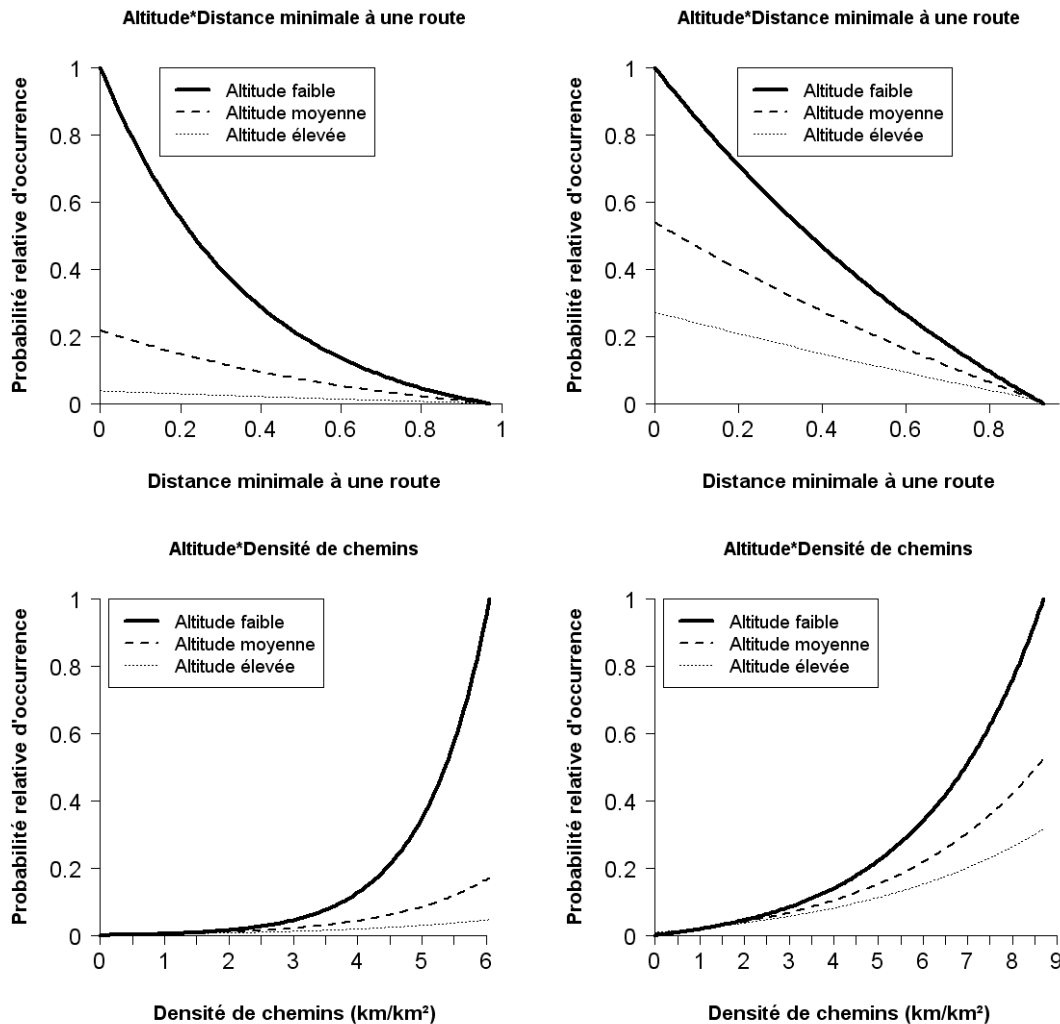 Altitude*Distance minimale à une route
Probabilité relative d'occurrence
1
0.8
0.6
0.4
0.2
0
Altitude faible
Altitude moyenne
Altitude élevée
0 0.2 0.4 0.6 0.8 1
Distance minimale à une route
Altitude*Distance minimale à une route
Probabilité relative d'occurrence
1
0.8
0.6
0.4
0.2
0
Altitude faible
Altitude moyenne
Altitude élevée
0 0.2 0.4 0.6 0.8
Distance minimale à une route
Altitude*Densité de chemins
Probabilité relative d'occurrence
1
0.8
0.6
0.4
0.2
0
Altitude faible
Altitude moyenne
Altitude élevée
0 1 2 3 4 5 6
Densité de chemins (km/km²)
Altitude*Densité de chemins
Probabilité relative d'occurrence
1
0.8
0.6
0.4
0.2
0
Altitude faible
Altitude moyenne
Altitude élevée
0 1 2 3 4 5 6 7 8 9
Densité de chemins (km/km²)